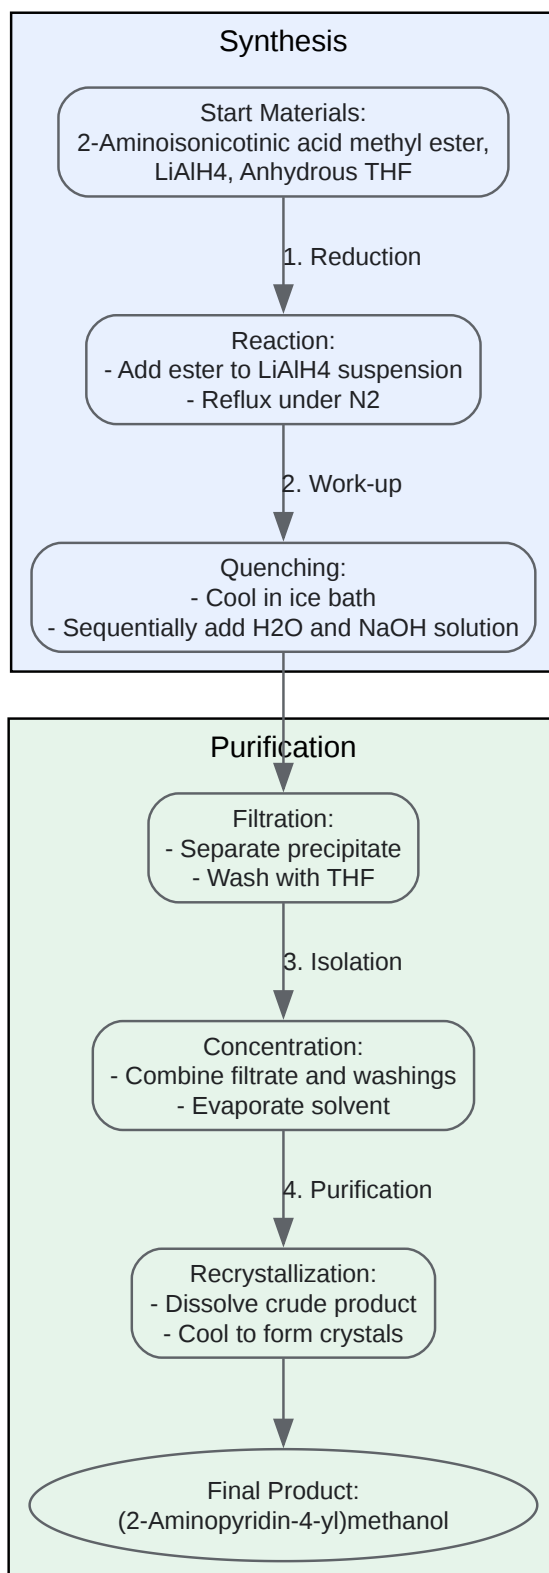 Synthesis
Start Materials:
2-Aminoisonicotinic acid methyl ester,
LiAlH4, Anhydrous THF
1. Reduction
Reaction:
- Add ester to LiAlH4 suspension
- Reflux under N2
2. Work-up
Quenching:
- Cool in ice bath
- Sequentially add H2O and NaOH solution
Purification
Filtration:
- Separate precipitate
- Wash with THF
3. Isolation
Concentration:
- Combine filtrate and washings
- Evaporate solvent
4. Purification
Recrystallization:
- Dissolve crude product
- Cool to form crystals
Final Product:
(2-Aminopyridin-4-yl)methanol